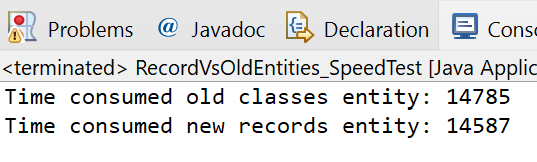 Problems @ Javadoc Declaration Conso
<terminated> RecordVsOldEntities_SpeedTest [Java Applic
Time consumed old classes entity: 14785
Time consumed new records entity: 14587